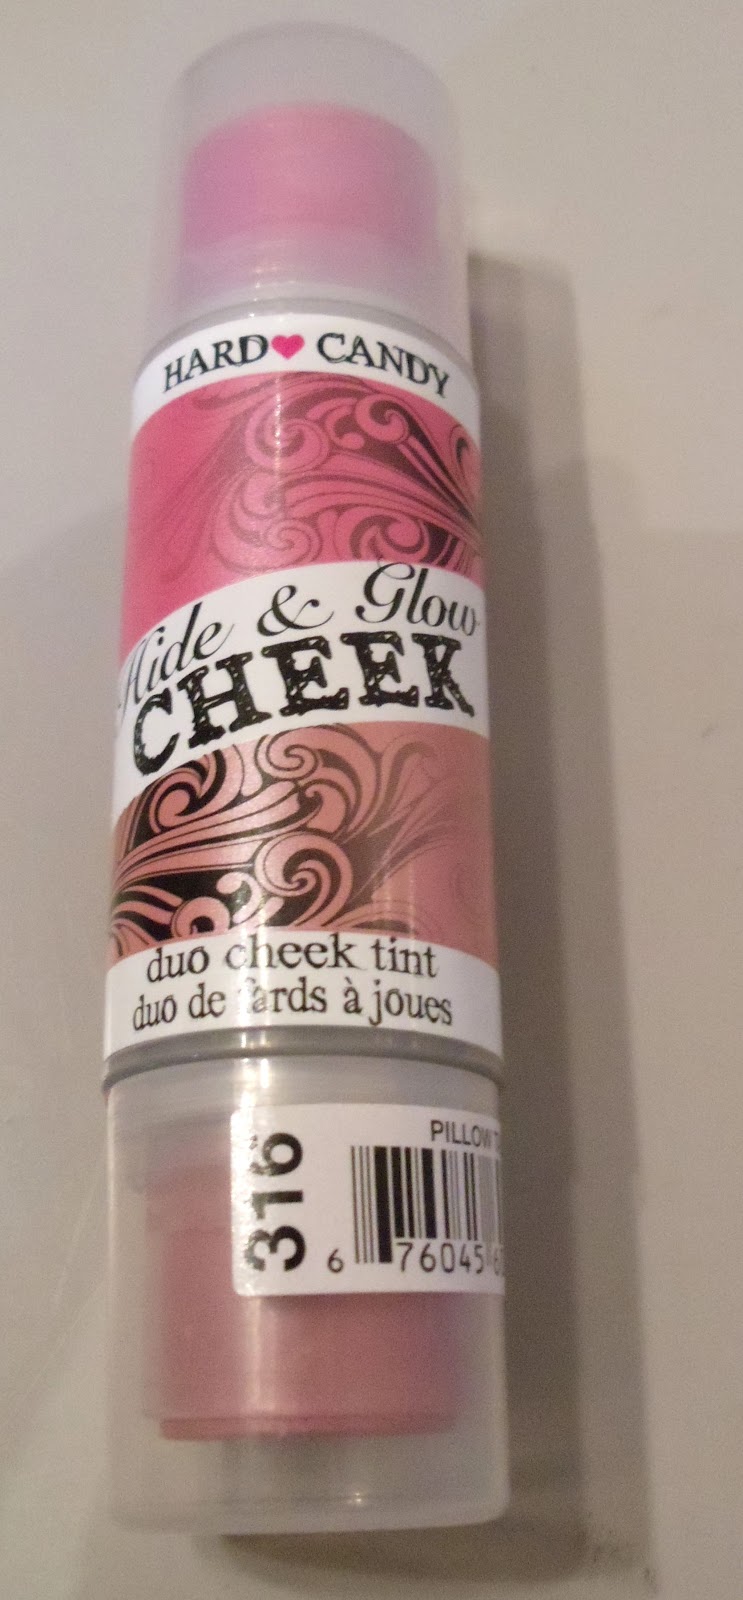 HARD♥CANDY
Hide & Glow
CHEEK
duo cheek tint
duo de fards à joues
PILLOW
316
6 76045